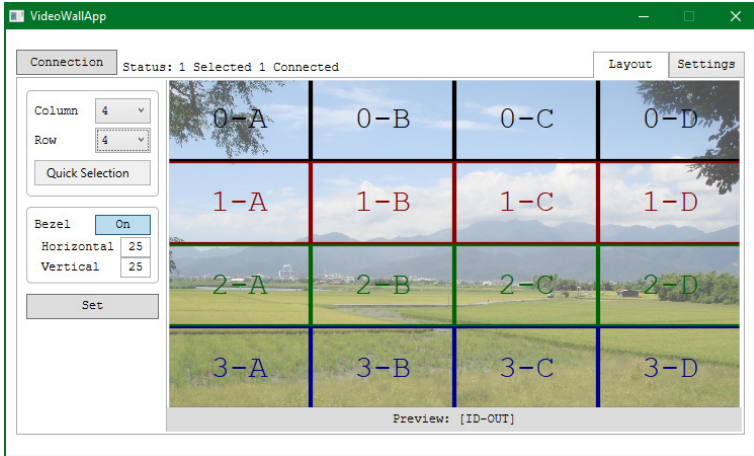 VideoWallApp
Connection Status: 1 Selected 1 Connected
Layout Settings
Column 4
Row 4
Quick Selection
Bezel On
Horizontal 25
Vertical 25
Set
0-A 0-B 0-C 0-D
1-A 1-B 1-C 1-D
2-A 2-B 2-C 2-D
3-A 3-B 3-C 3-D
Preview: [ID-OUT]